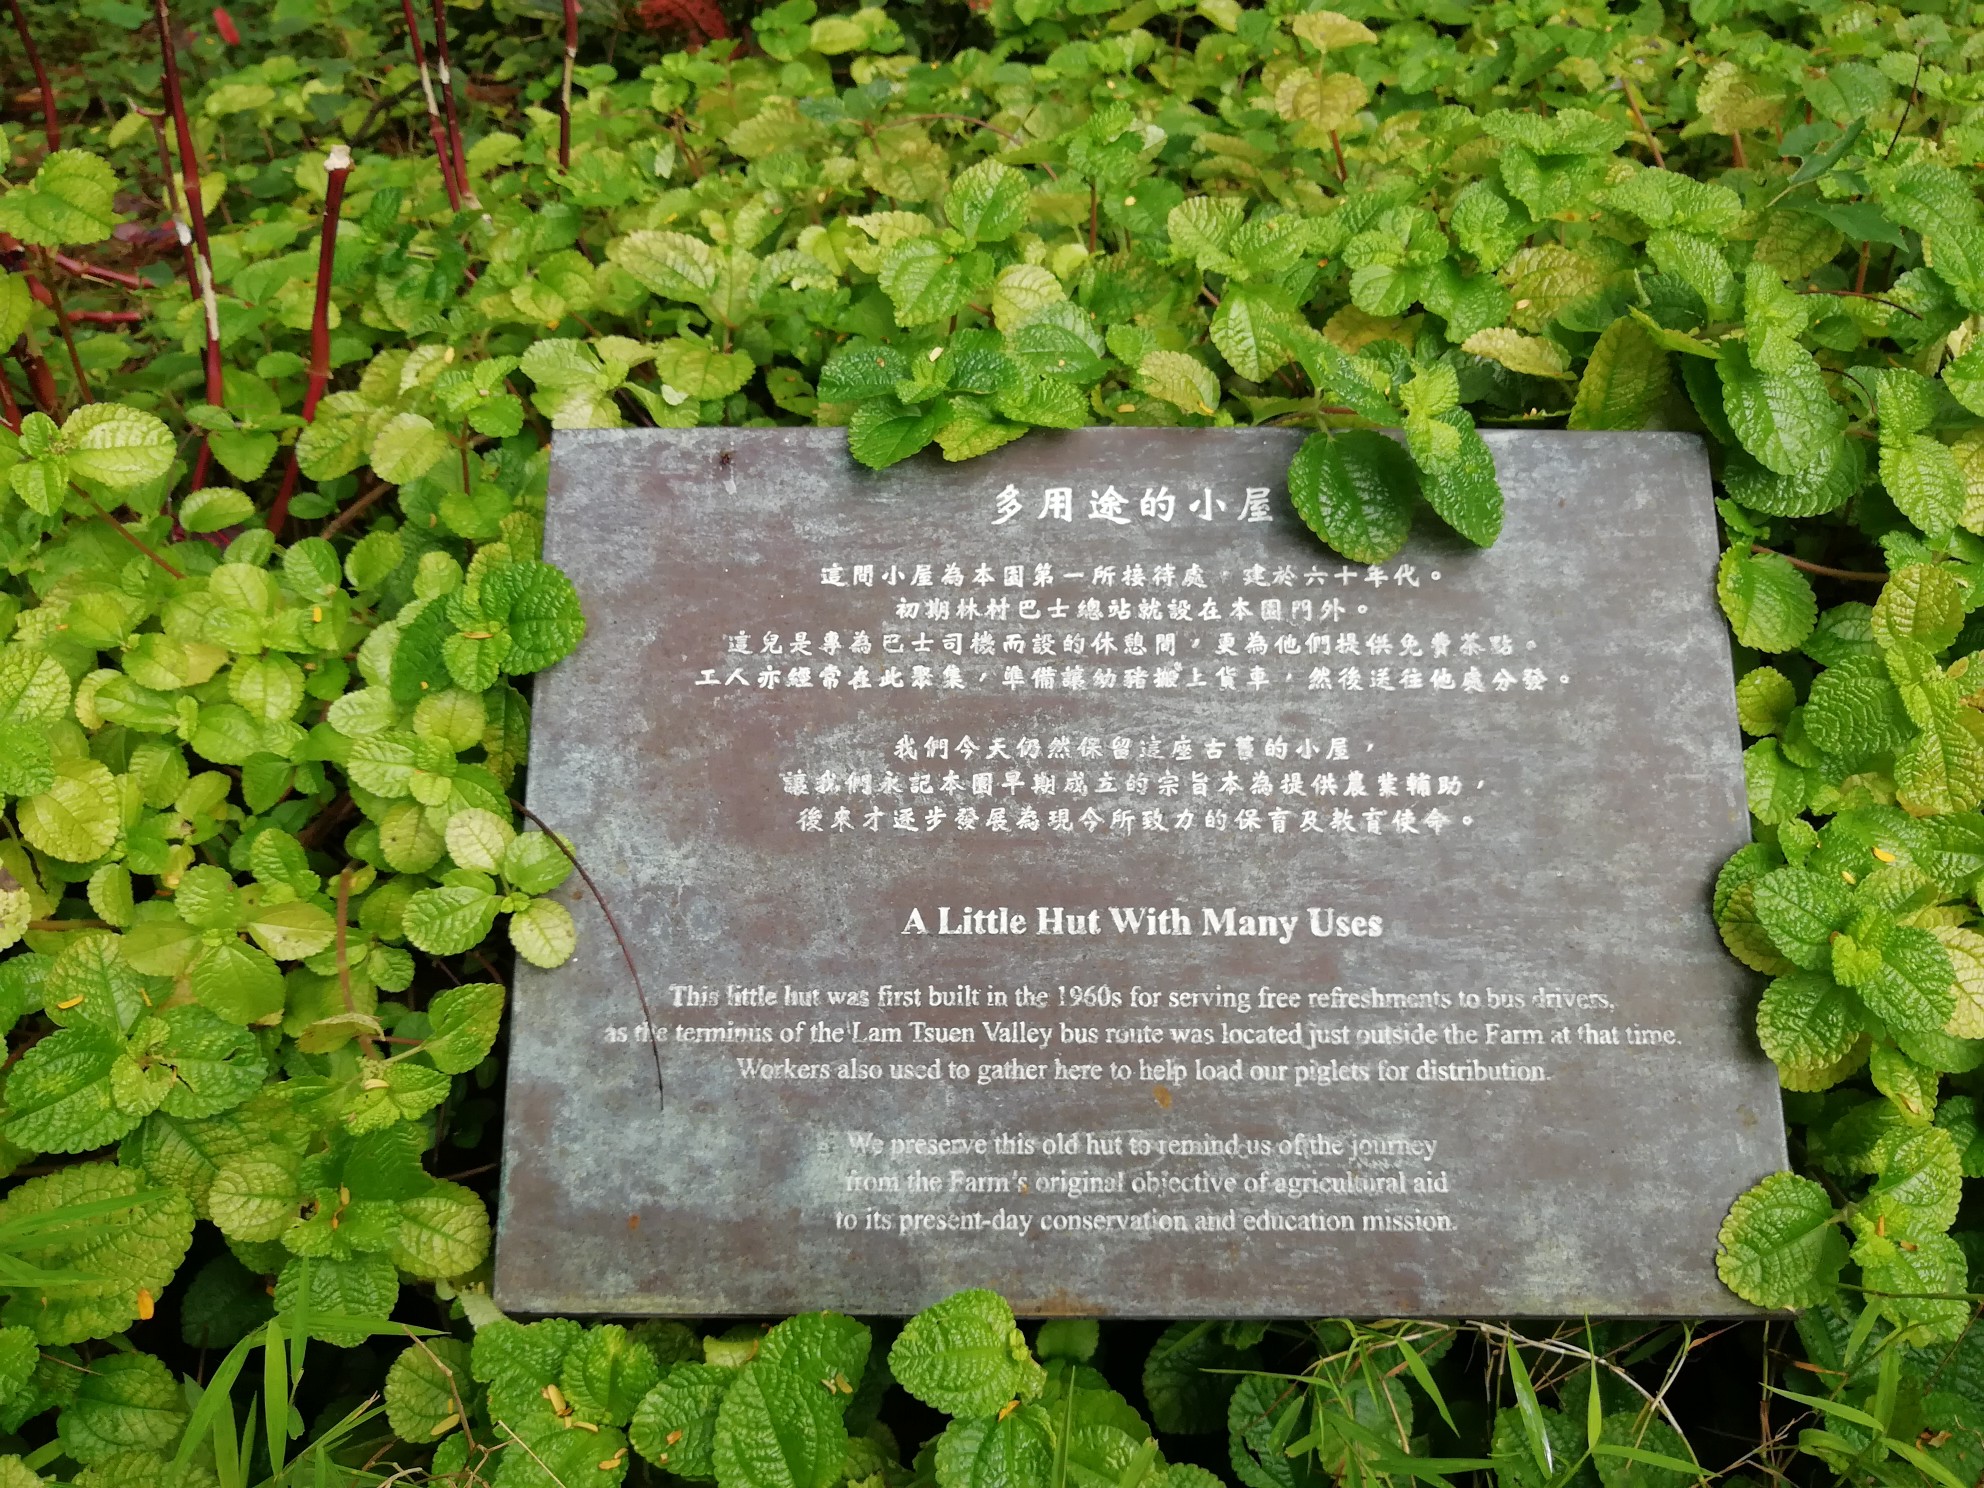 多用途的小屋
這間小屋為本園第一所接待處，建於六十年代。
初期林村巴士總站就設在本園門外。
這兒是專為巴士司機而設的休憩間，更為他們提供免費茶點。
工人亦經常在此聚集，準備讓幼豬搬上貨車，然後送往他處分發。
我們今天仍然保留這座古舊的小屋，
讓我們永記本園早期成立的宗旨本為提供農業輔助，
後來才逐步發展為現今所致力的保育及教育使命。
A Little Hut With Many Uses
This little hut was first built in the 1960s for serving free refreshments to bus drivers,
as the terminus of the Lam Tsuen Valley bus route was located just outside the Farm at that time.
Workers also used to gather here to help load our piglets for distribution.
We preserve this old hut to remind us of the journey
from the Farm's original objective of agricultural aid
to its present-day conservation and education mission.